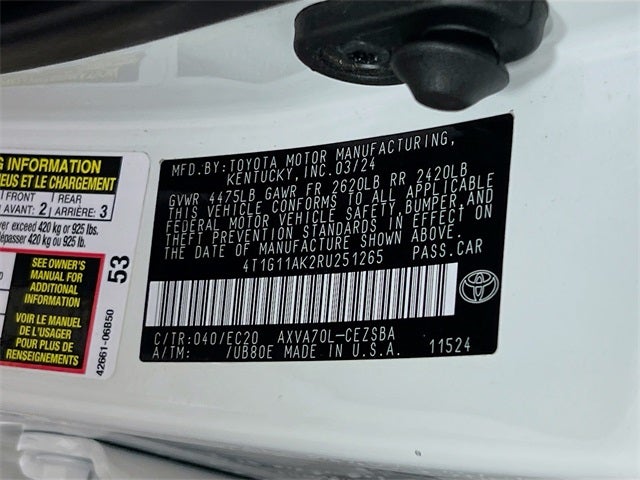 G INFORMATION
EUS ET LE CHARGEMENT
FRONT REAR
AVANT: 2 ARRIÈRE: 3
ver exceed 420 kg or 925 lbs.
épasser 420 kg ou 925 lb.
SEE OWNER'S
MANUAL FOR
ADDITIONAL
INFORMATION
VOIR LE MANUEL
DE L'USAGER
POUR PLUS DE
RENSEIGNEMENTS
53
42661-06B50
MFD.BY:TOYOTA MOTOR MANUFACTURING,
KENTUCKY,INC.03/24
GVWR 4475LB GAWR FR 2620LB RR 2420LB
THIS VEHICLE CONFORMS TO ALL APPLICABLE
FEDERAL MOTOR VEHICLE SAFETY,BUMPER,AND
THEFT PREVENTION STANDARDS IN EFFECT ON
THE DATE OF MANUFACTURE SHOWN ABOVE.
4T1G11AK2RU251265 PASS.CAR
C/TR:040/EC20 AXVA70L-CEZSBA
A/TM: /UB80E MADE IN U.S.A. 11524